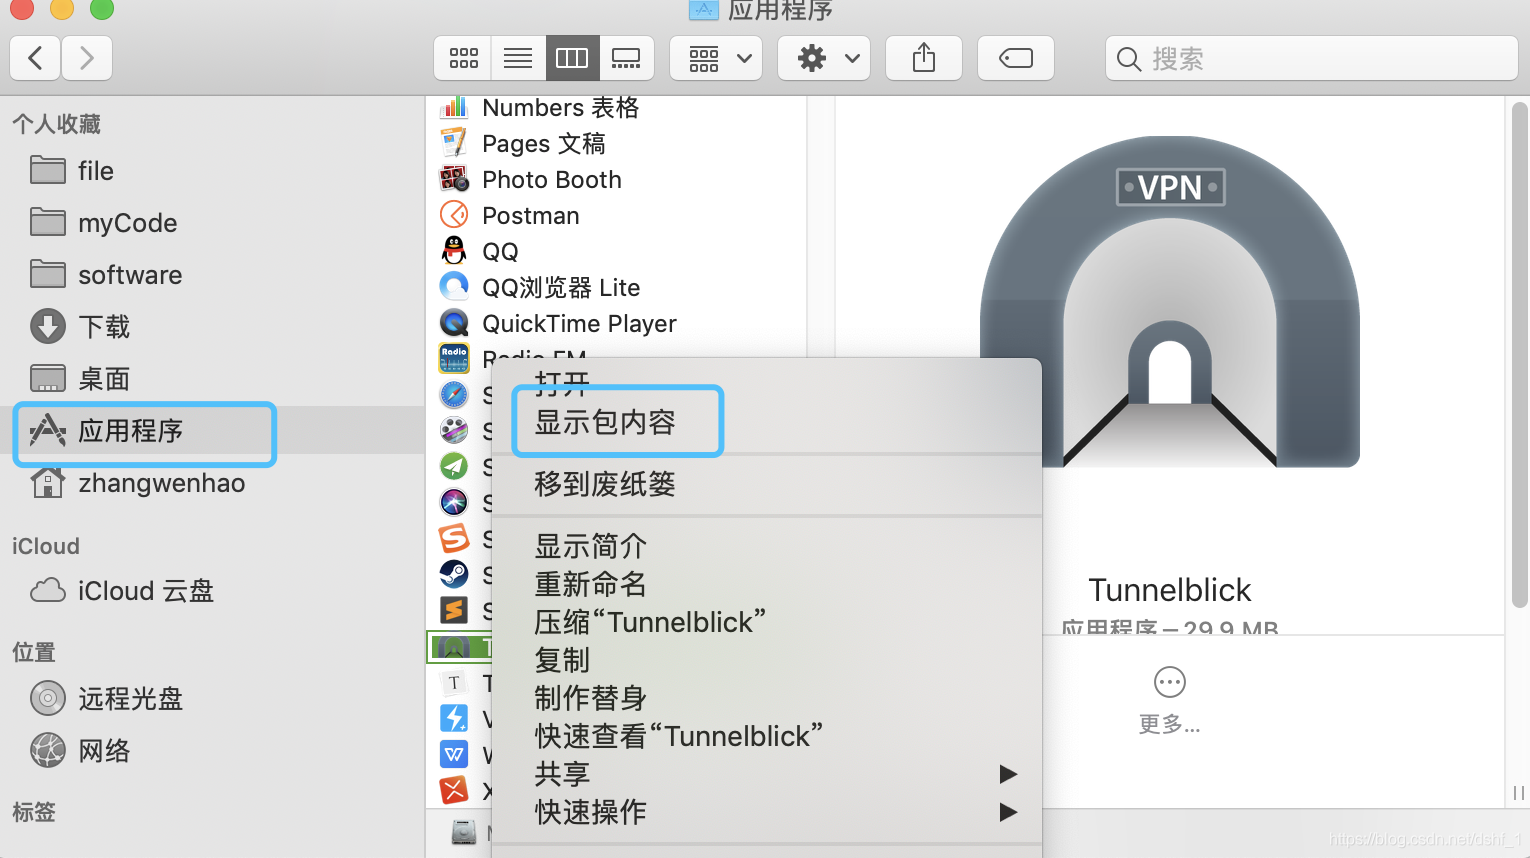 应用程序
搜索
个人收藏
file
myCode
software
下载
桌面
应用程序
zhangwenhao
iCloud
iCloud 云盘
位置
远程光盘
网络
标签
Numbers 表格
Pages 文稿
Photo Booth
Postman
QQ
QQ浏览器 Lite
QuickTime Player
Radio FM
打开
显示包内容
移到废纸篓
显示简介
重新命名
压缩“Tunnelblick”
复制
制作替身
快速查看“Tunnelblick”
共享
快速操作
VPN
Tunnelblick
应用程序 – 29.9 MB
更多...
https://blog.csdn.net/dshf_1